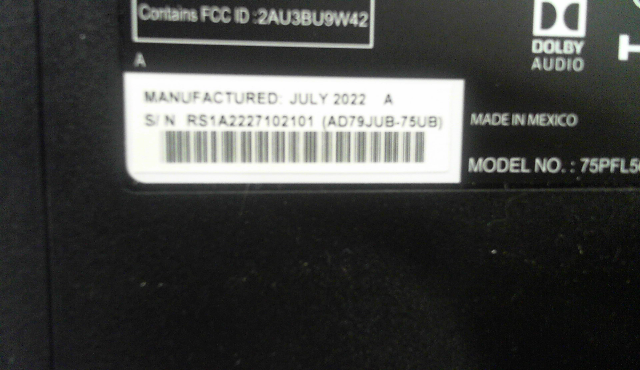 Contains FCC ID : 2AU3BU9W42
DOLBY
AUDIO
A
MANUFACTURED: JULY 2022 A
S/N RS1A2227102101 (AD79JUB-75UB)
MADE IN MEXICO
MODEL NO. : 75PFL5